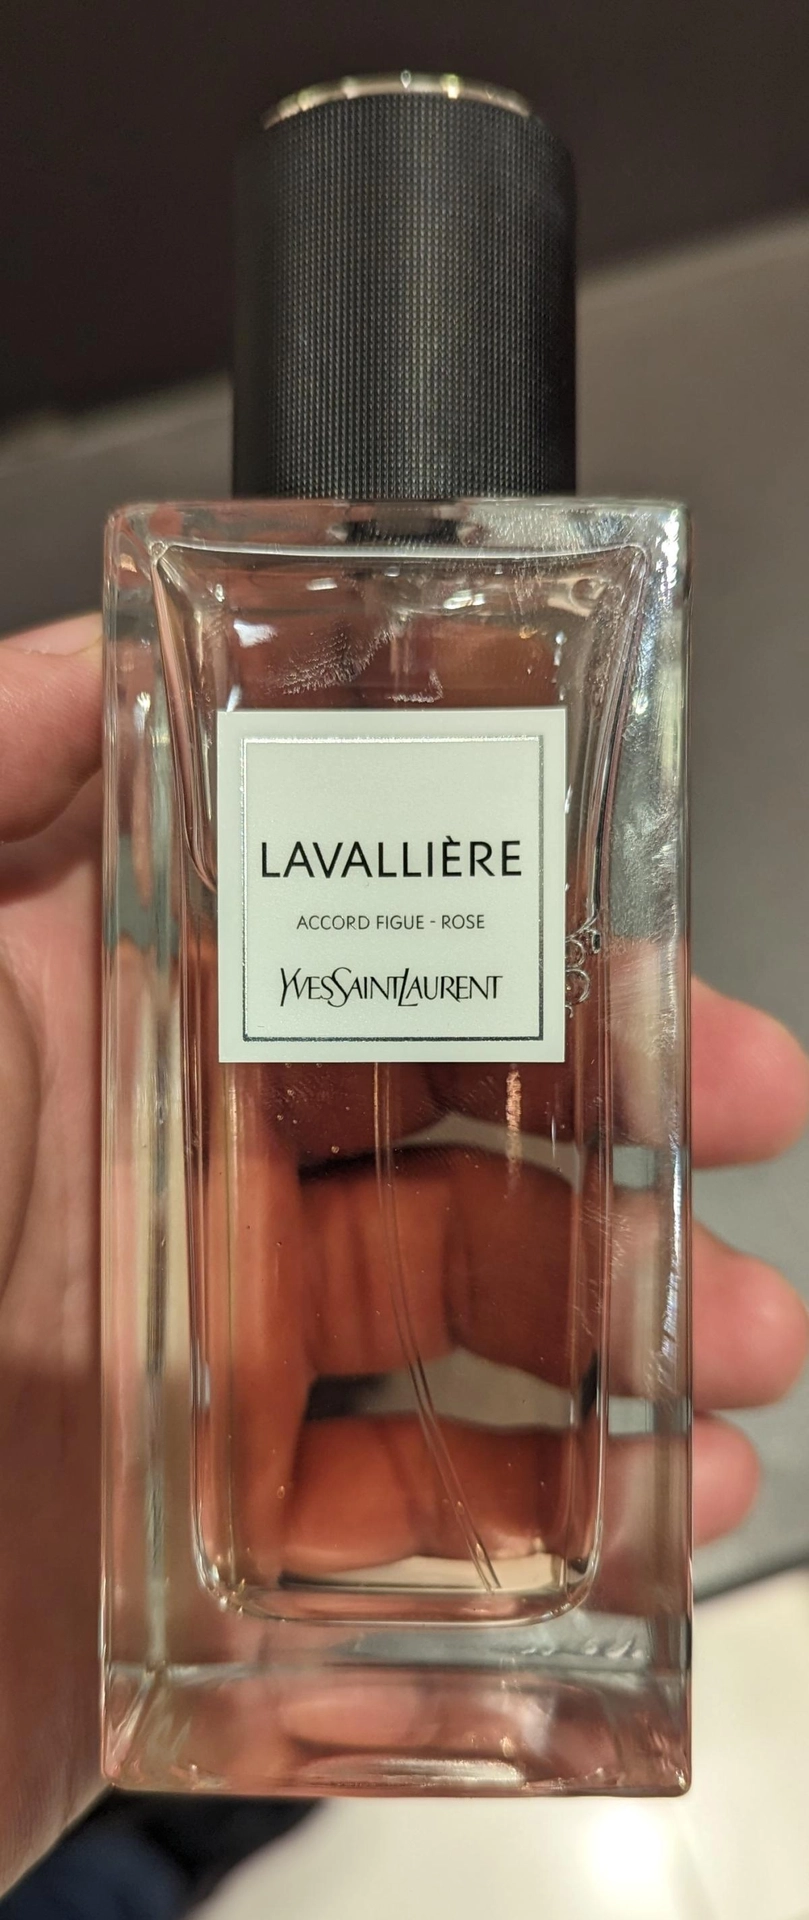 LAVALLIÈRE
ACCORD FIGUE - ROSE
YVESSAINTLAURENT